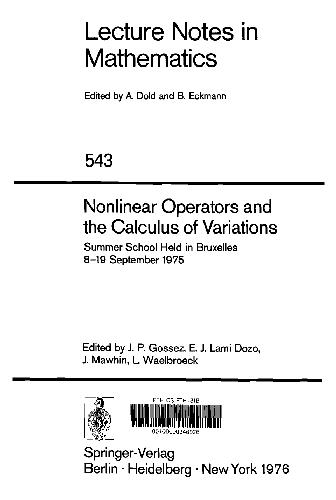 Lecture Notes in
Mathematics
Edited by A. Dold and B. Eckmann
543
Nonlinear Operators and
the Calculus of Variations
Summer School Held in Bruxelles
8–19 September 1975
Edited by J. P. Gossez, E. J. Lami Dozo,
J. Mawhin, L. Waelbroeck
Springer-Verlag
Berlin · Heidelberg · New York 1976